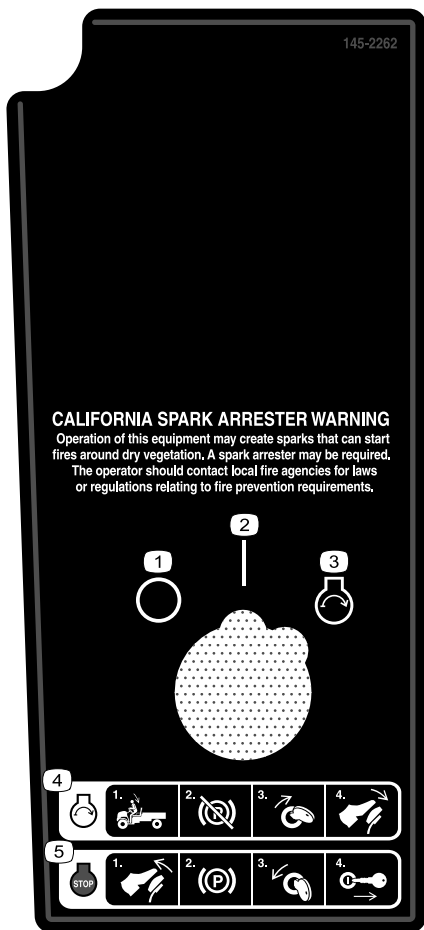 145-2262
CALIFORNIA SPARK ARRESTER WARNING
Operation of this equipment may create sparks that can start
fires around dry vegetation. A spark arrester may be required.
The operator should contact local fire agencies for laws
or regulations relating to fire prevention requirements.
2
1
3
4
1. 2. 3. 4.
(P)
5
STOP
1. 2. 3. 4.
(P)